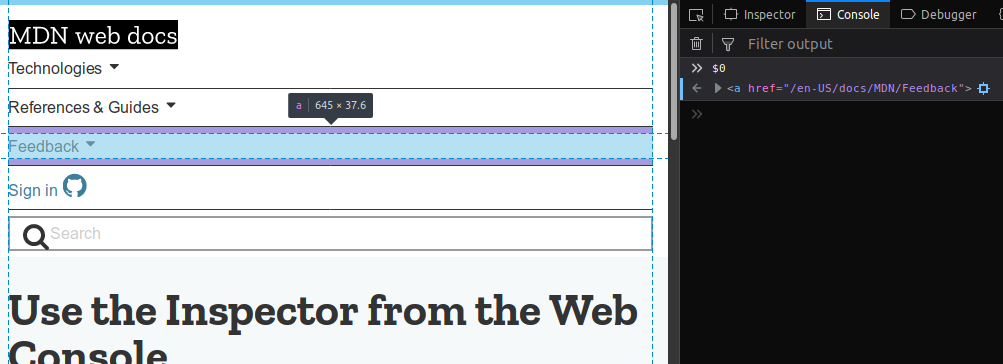 MDN web docs
Technologies
References & Guides
a 645 × 37.6
Feedback
Sign in
Search
Use the Inspector from the Web
Console
Inspector Console Debugger
Filter output
» $0
<a href="/en-US/docs/MDN/Feedback">
»